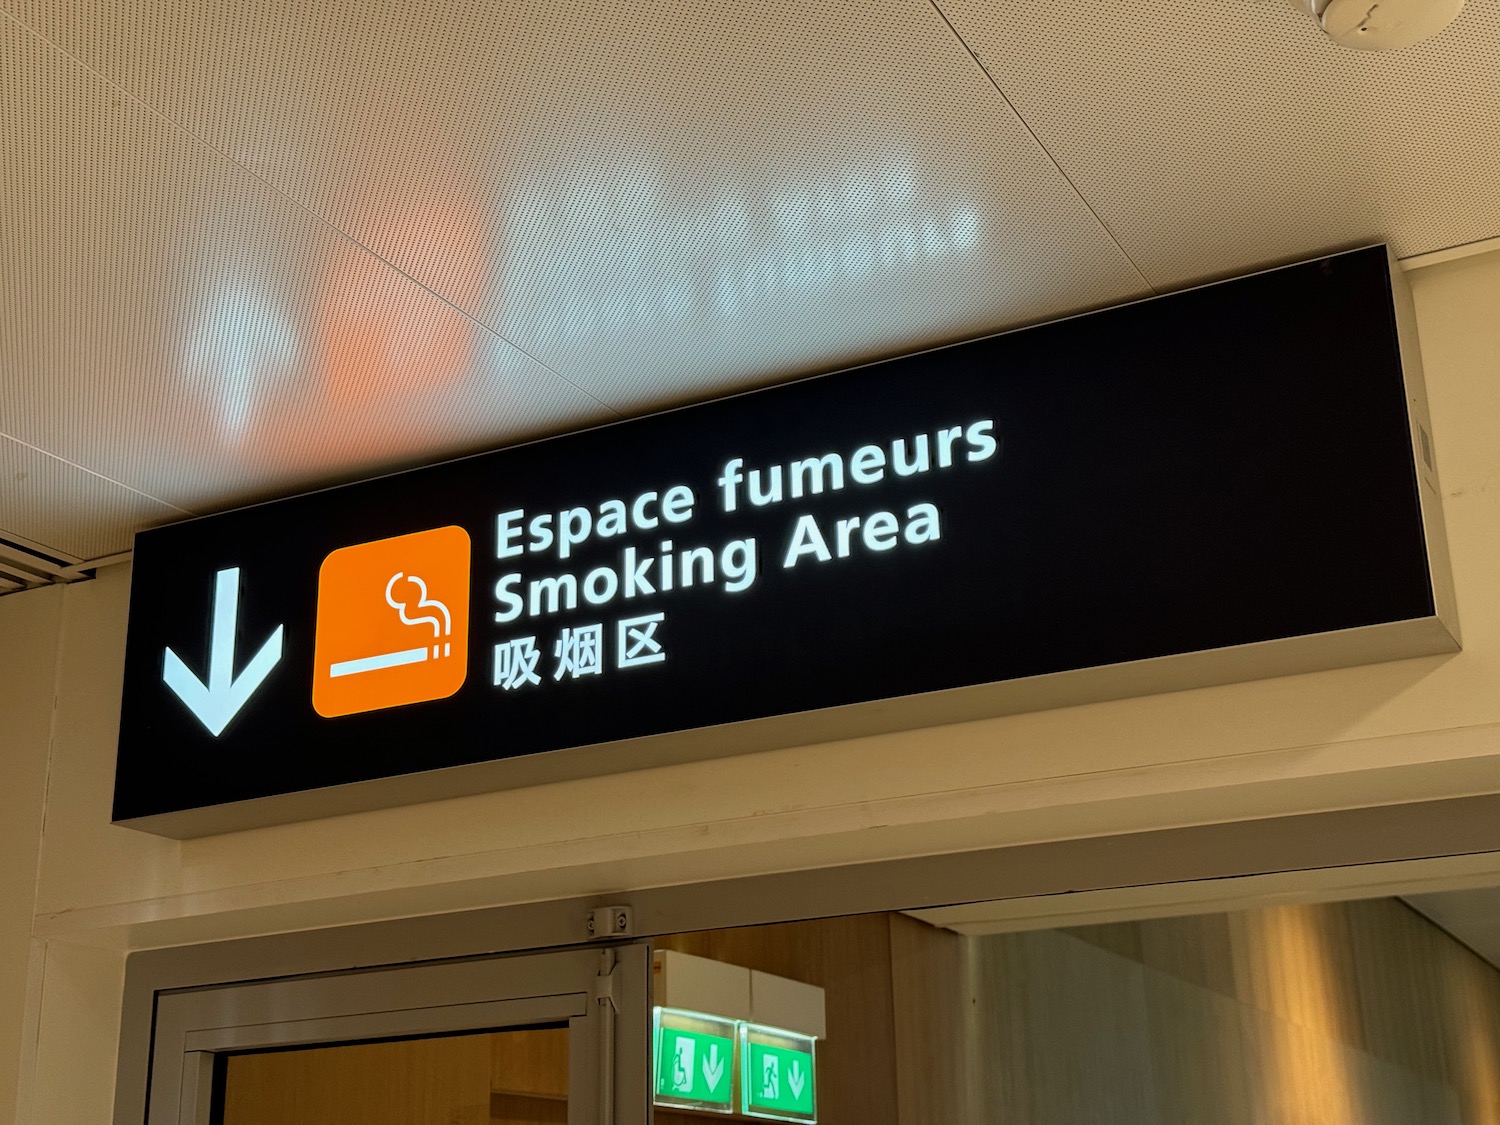 Espace fumeurs
Smoking Area
吸烟区